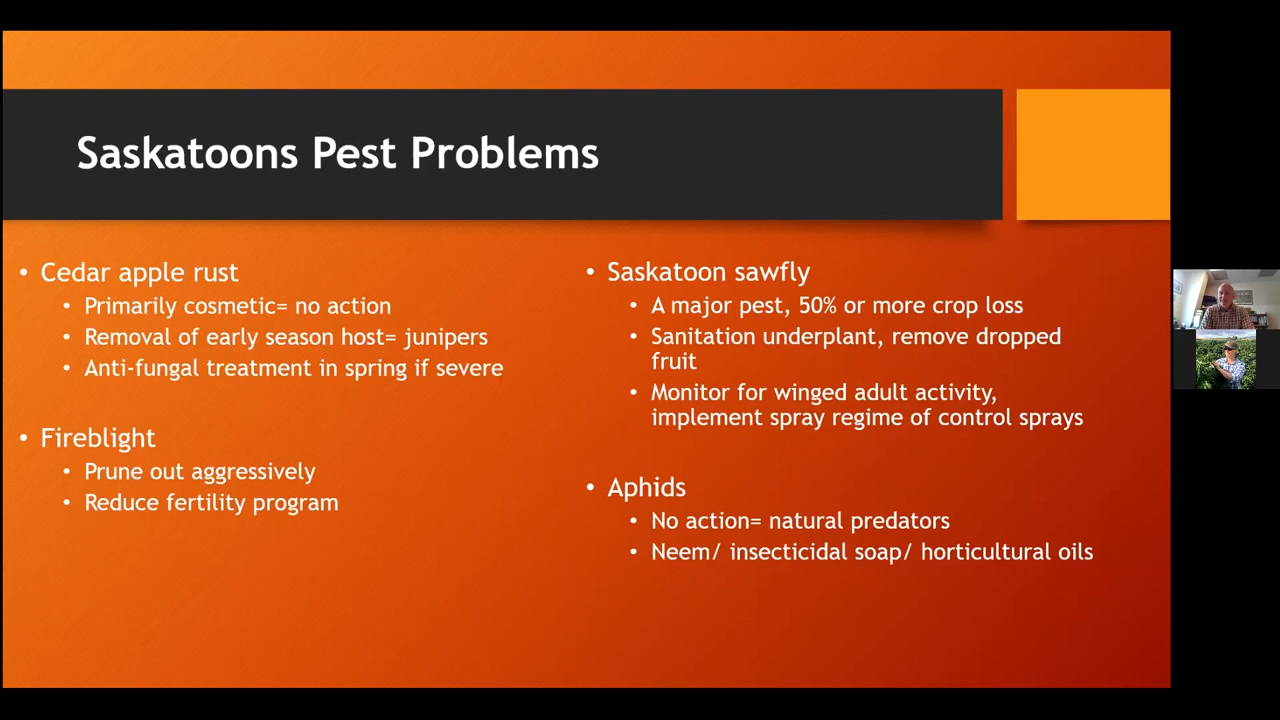 Saskatoons Pest Problems
• Cedar apple rust
• Primarily cosmetic= no action
• Removal of early season host= junipers
• Anti-fungal treatment in spring if severe
• Fireblight
• Prune out aggressively
• Reduce fertility program
• Saskatoon sawfly
• A major pest, 50% or more crop loss
• Sanitation underplant, remove dropped
fruit
• Monitor for winged adult activity,
implement spray regime of control sprays
• Aphids
• No action= natural predators
• Neem/ insecticidal soap/ horticultural oils